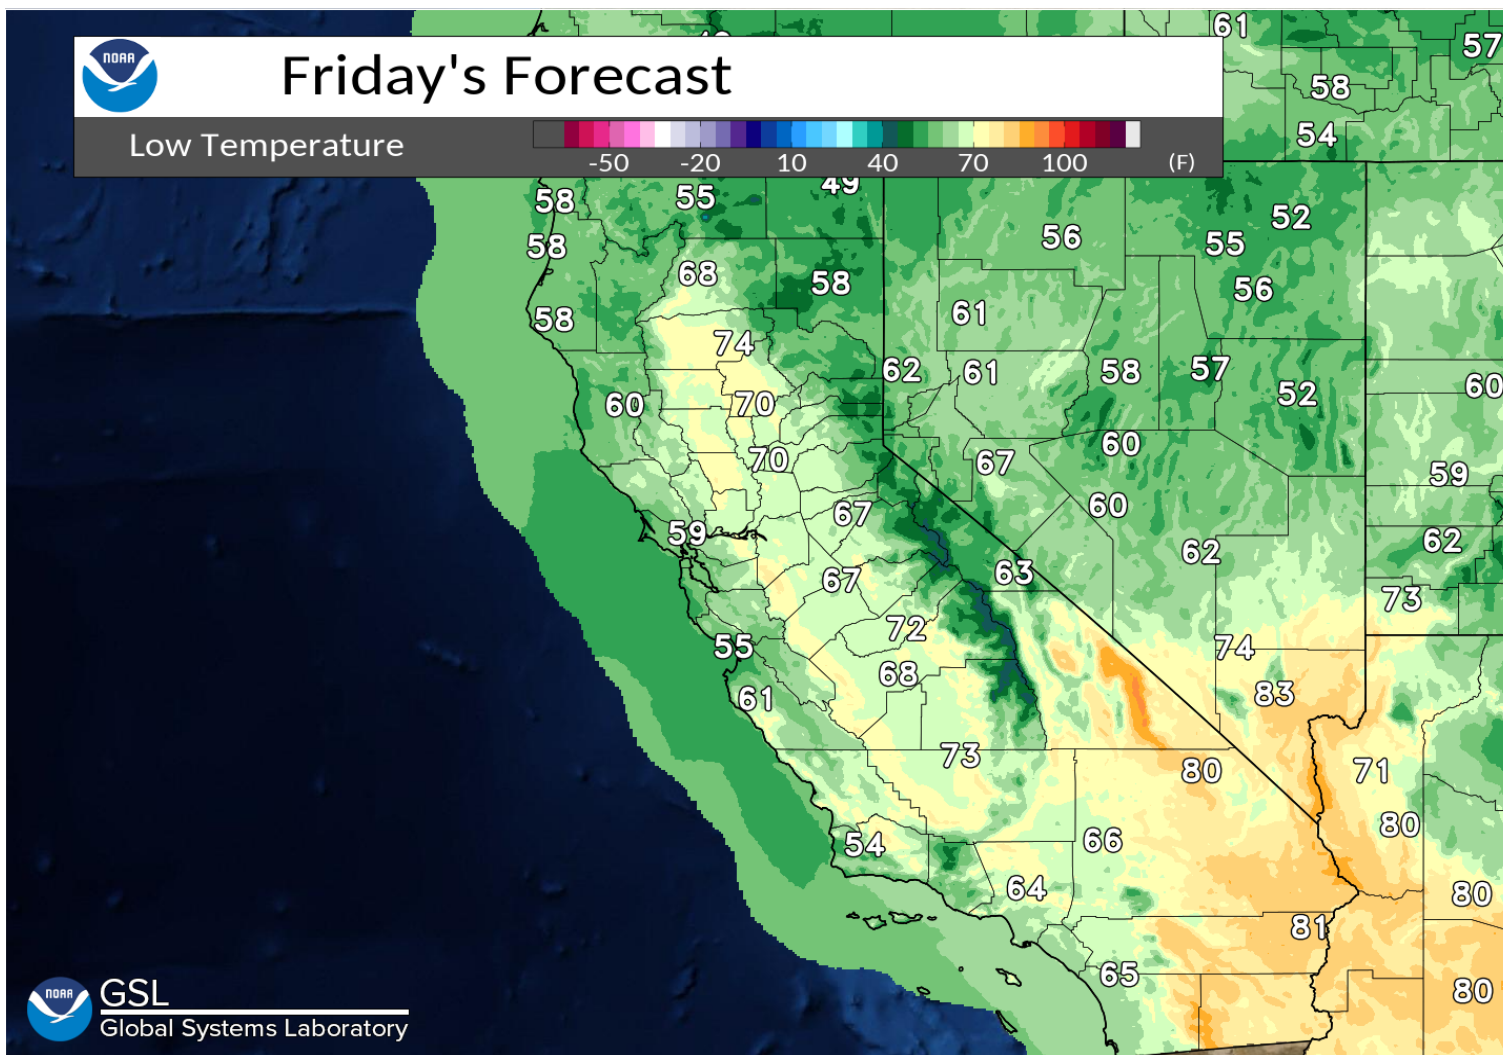 61
57
NOAA
Friday's Forecast
58
Low Temperature
-50 -20 10 40 70 100 (F)
54
58 55 49
52
58 56 55
68 58 56
58 61
74
62 61 58 57 52 60
60 70
70 67 60 59
67 60
59 62 62
67 63 73
72
55 74
68 83
61
73 80 71
80
54 66
64 80
81
65
NOAA
GSL
80
Global Systems Laboratory